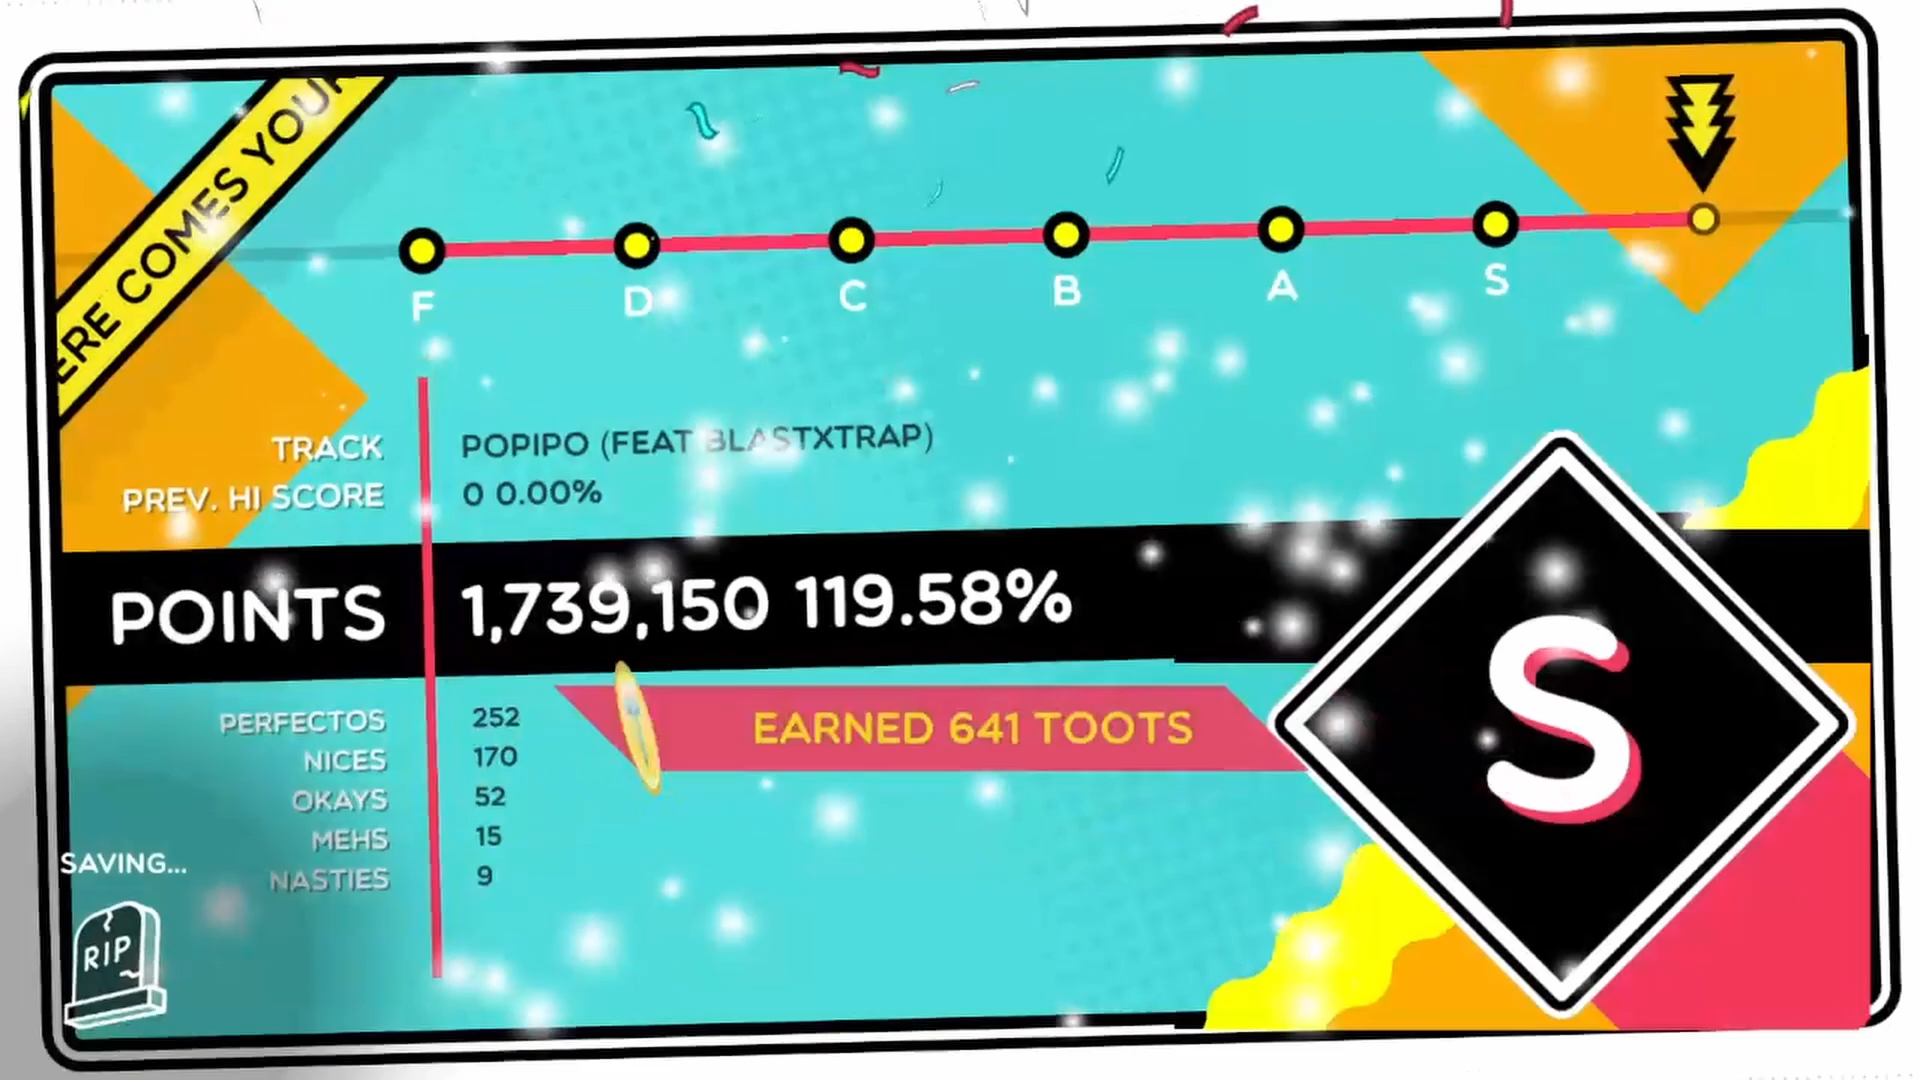 ERE COMES YOUR
F D C B A S
TRACK POPIPO (FEAT BLASTXTRAP)
PREV. HI SCORE 0 0.00%
POINTS 1,739,150 119.58%
PERFECTOS 252
EARNED 641 TOOTS
NICES 170
OKAYS 52
MEHS 15
NASTIES 9
S
SAVING...
RIP